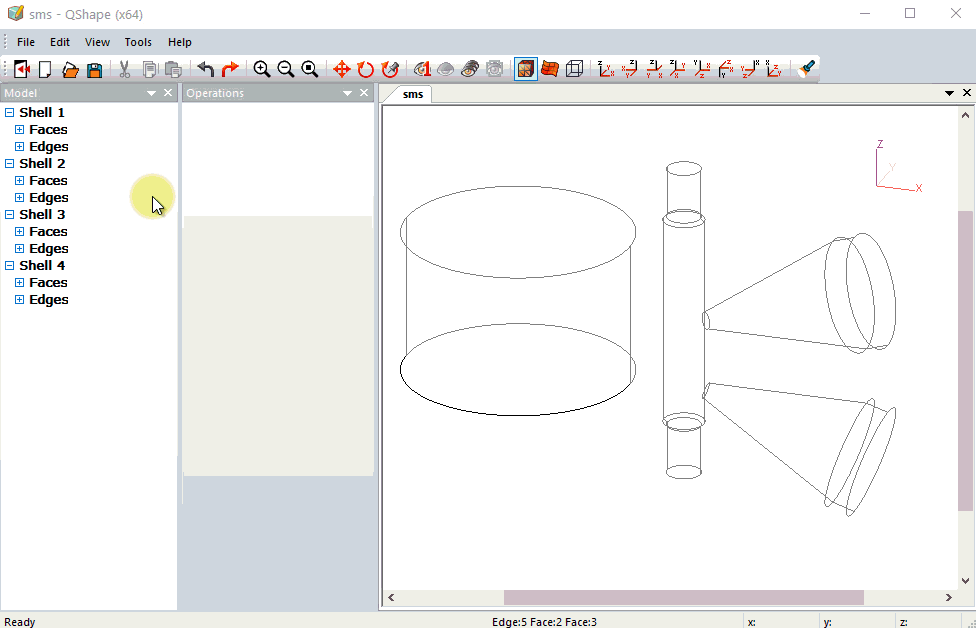 sms - QShape (x64)
File Edit View Tools Help
Model
Operations
sms
Shell 1
Faces
Edges
Shell 2
Faces
Edges
Shell 3
Faces
Edges
Shell 4
Faces
Edges
Z
Y
X
Ready
Edge:5 Face:2 Face:3
x:
y:
z: